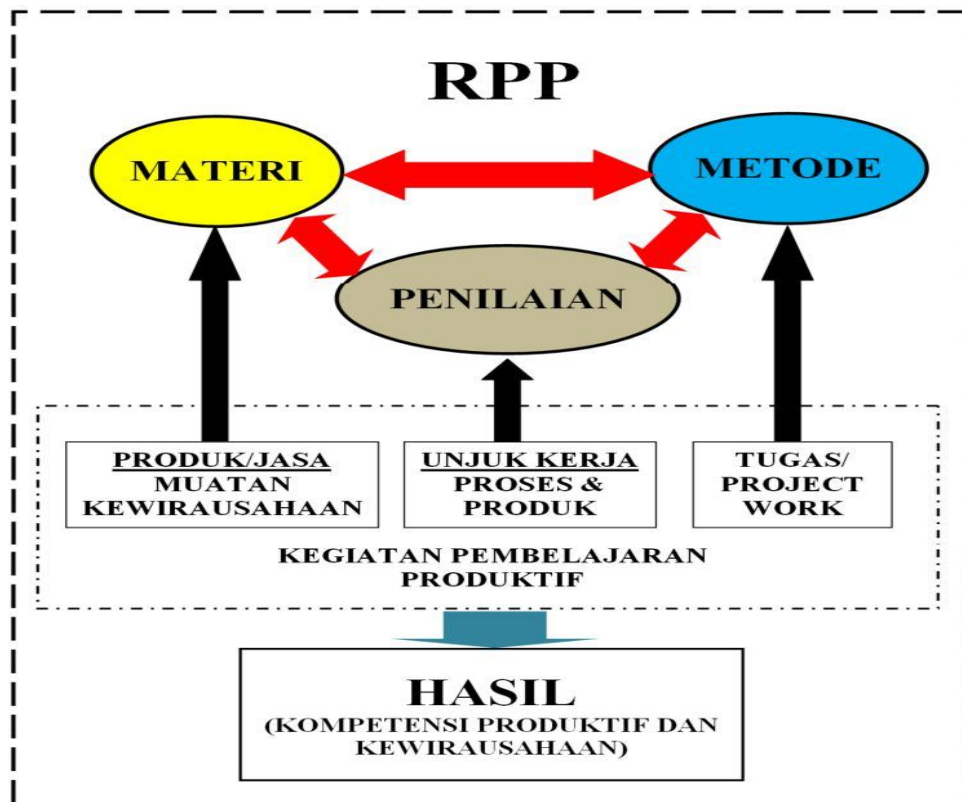 RPP
MATERI
METODE
PENILAIAN
PRODUK/JASA
MUATAN
KEWIRAUSAHAAN
UNJUK KERJA
PROSES &
PRODUK
TUGAS/
PROJECT
WORK
KEGIATAN PEMBELAJARAN
PRODUKTIF
HASIL
(KOMPETENSI PRODUKTIF DAN
KEWIRAUSAHAAN)